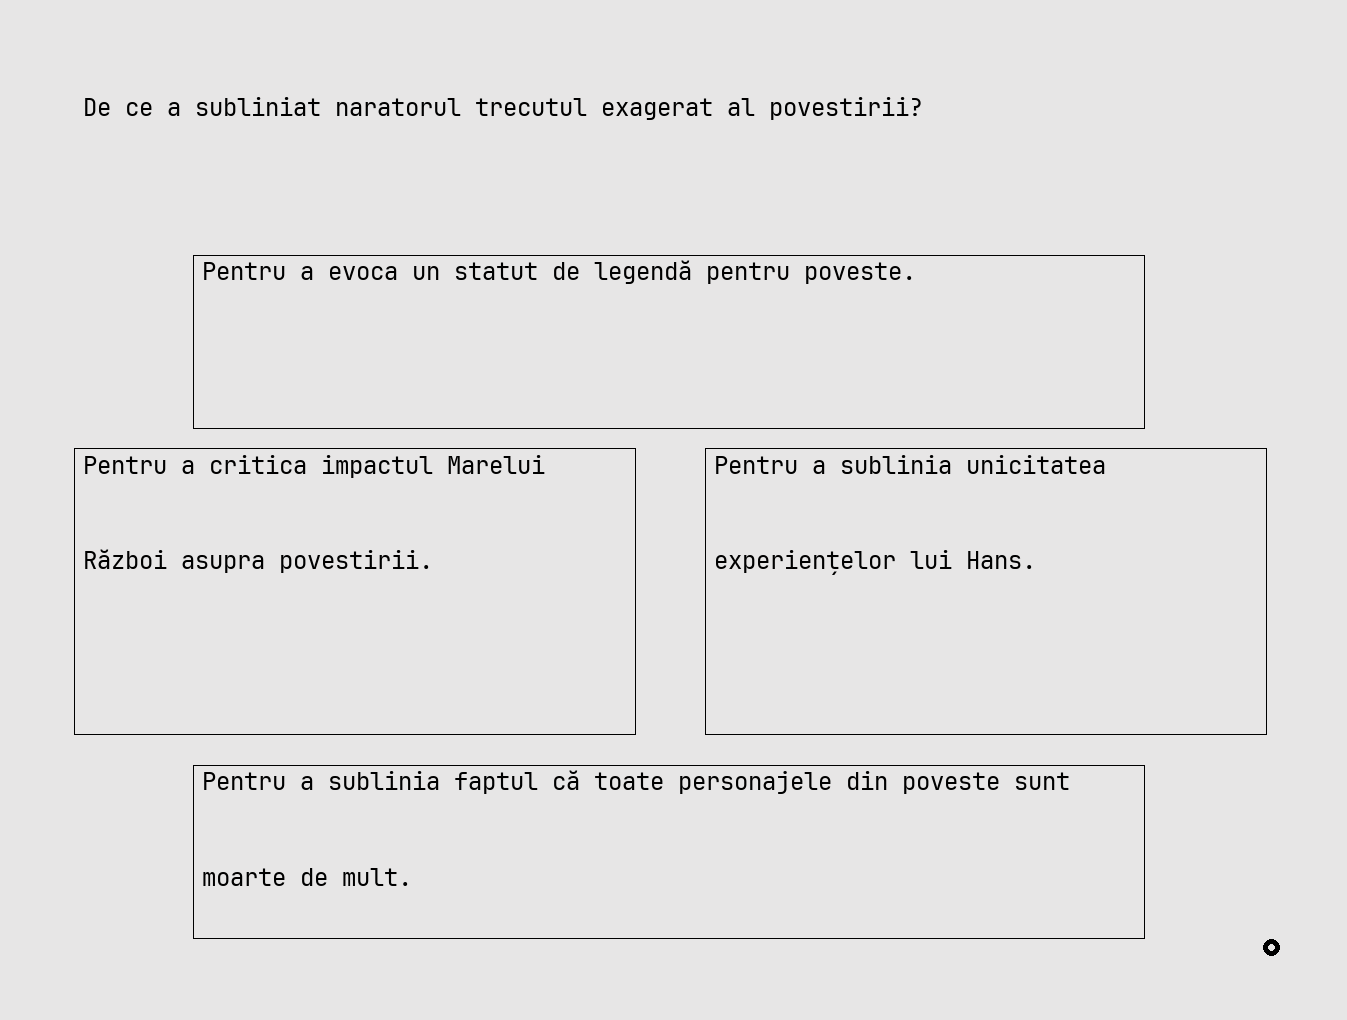 De ce a subliniat naratorul trecutul exagerat al povestirii?
Pentru a evoca un statut de legendă pentru poveste.
Pentru a critica impactul Marelui
Război asupra povestirii.
Pentru a sublinia unicitatea
experiențelor lui Hans.
Pentru a sublinia faptul că toate personajele din poveste sunt
moarte de mult.